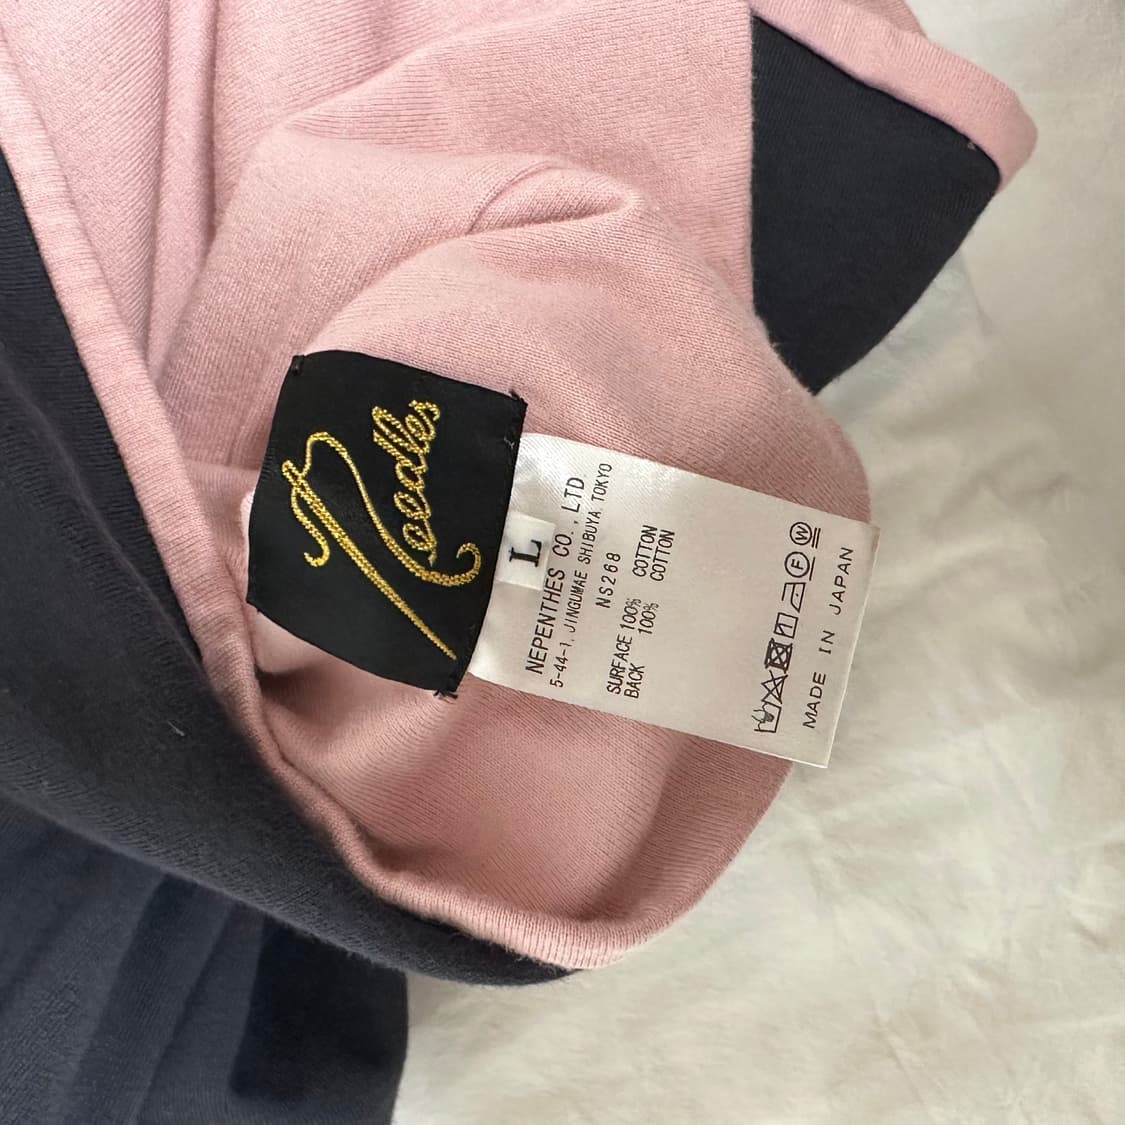 Needles
L
NEPENTHES CO., LTD.
5-44-1, JINGUMAE SHIBUYA TOKYO
NS268
SURFACE 100% COTTON
BACK 100% COTTON
F W
MADE IN JAPAN